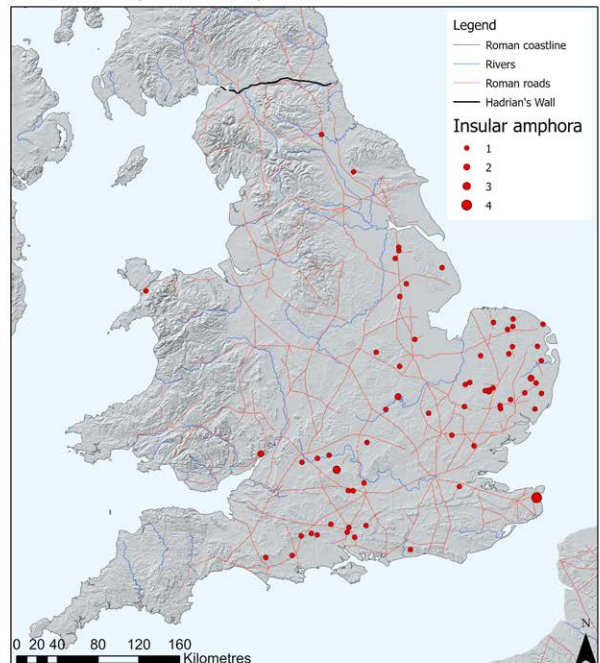 Legend
Roman coastline
Rivers
Roman roads
Hadrian's Wall
Insular amphora
1
2
3
4
N
0 20 40 80 120 160
Kilometres